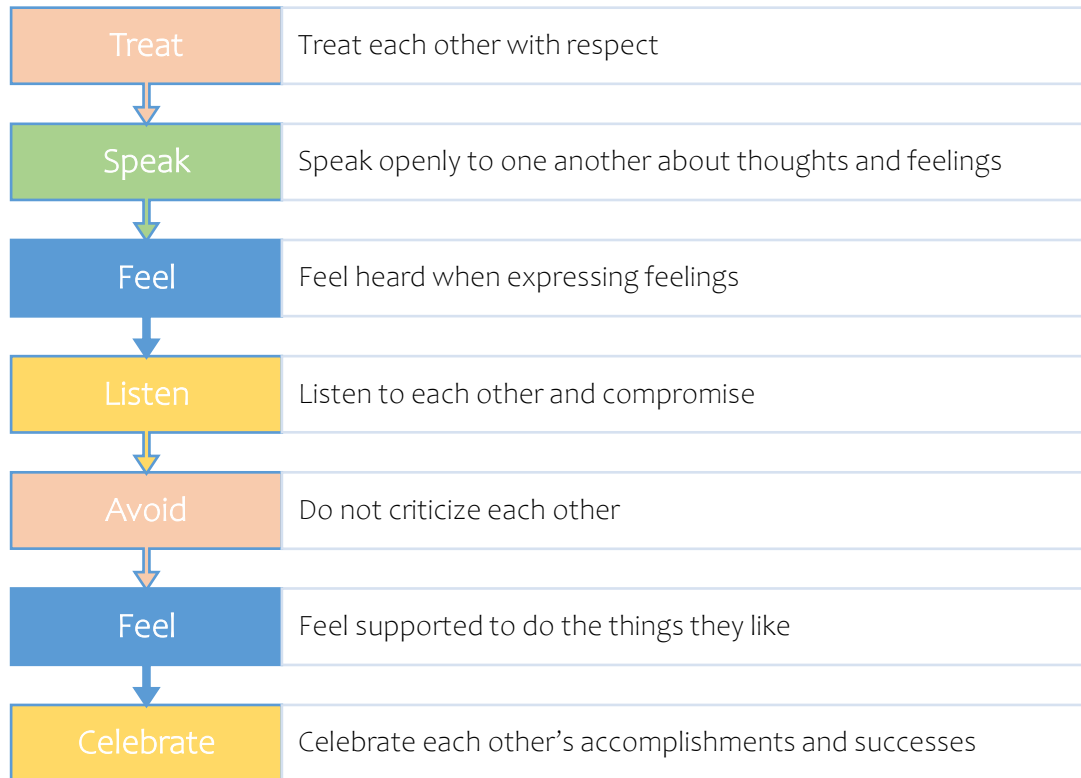 Treat
Treat each other with respect
Speak
Speak openly to one another about thoughts and feelings
Feel
Feel heard when expressing feelings
Listen
Listen to each other and compromise
Avoid
Do not criticize each other
Feel
Feel supported to do the things they like
Celebrate
Celebrate each other’s accomplishments and successes